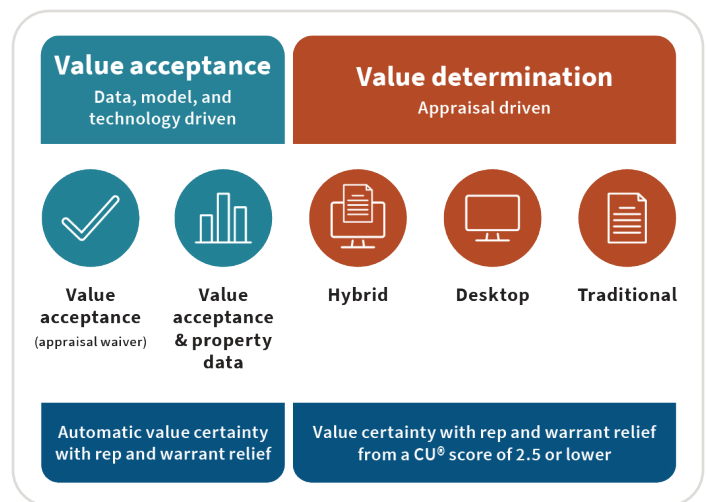 Value acceptance
Data, model, and
technology driven
Value determination
Appraisal driven
Value
acceptance
(appraisal waiver)
Value
acceptance
& property
data
Hybrid
Desktop
Traditional
Automatic value certainty
with rep and warrant relief
Value certainty with rep and warrant relief
from a CU® score of 2.5 or lower